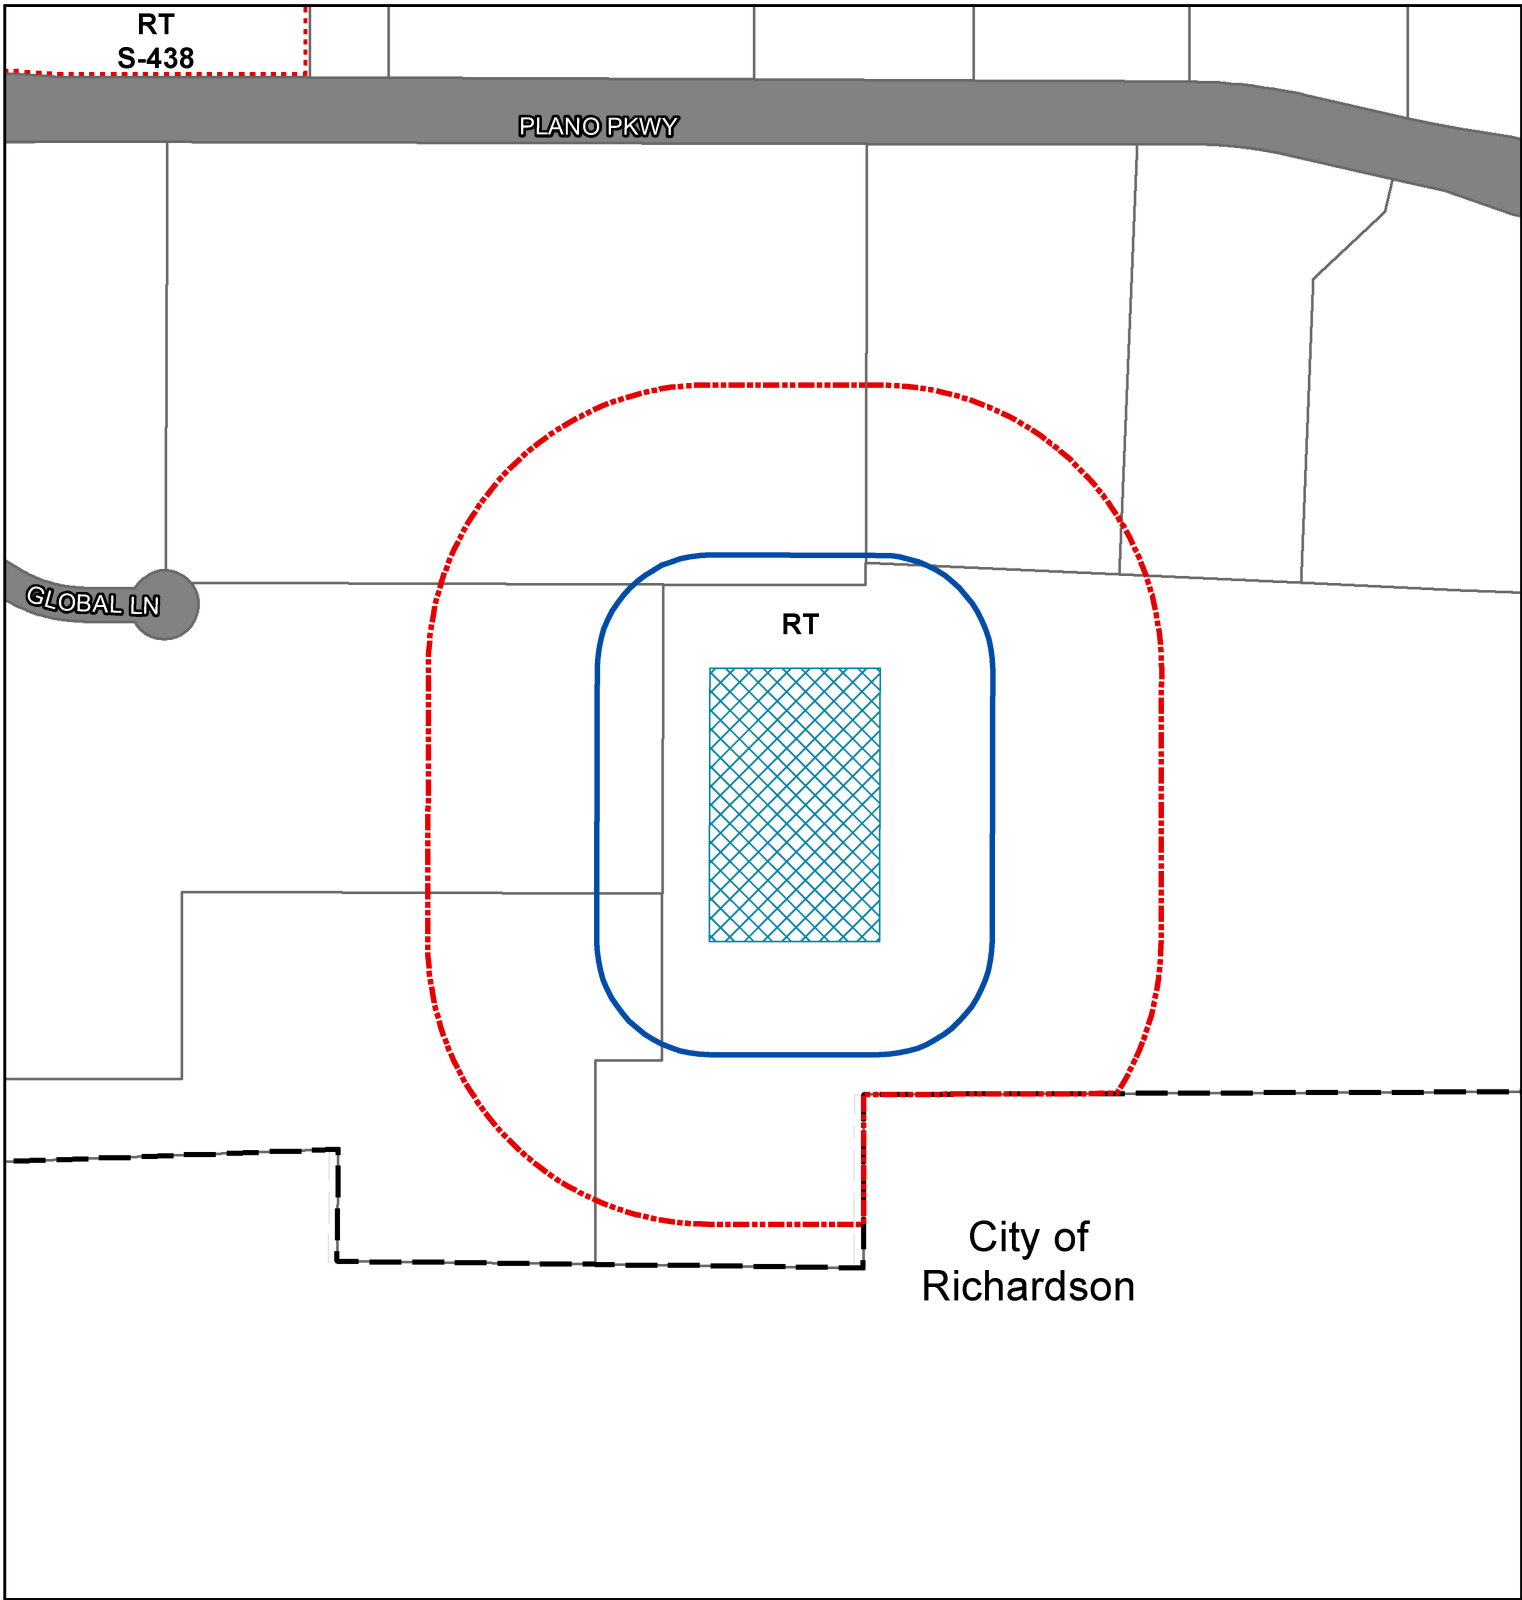 RT
S-438
PLANO PKWY
GLOBAL LN
RT
City of
Richardson